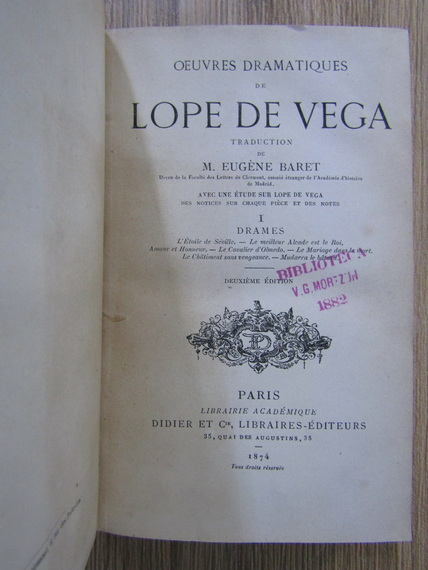 OEUVRES DRAMATIQUES
DE
LOPE DE VEGA
TRADUCTION
DE
M. EUGÈNE BARET
Doyen de la Faculté des Lettres de Clermont, associé étranger de l'Académie d'histoire
de Madrid,
AVEC UNE ÉTUDE SUR LOPE DE VEGA
DES NOTICES SUR CHAQUE PIÈCE ET DES NOTES
I
DRAMES
L'Étoile de Séville. — Le meilleur Alcade est le Roi,
Amour et Honneur. — Le Cavalier d'Olmedo. — Le Mariage dans la mort.
Le Châtiment sans vengeance. — Mudarra le
DEUXIÈME ÉDITION
BIBLIOTECA
V. G.
1882
PARIS
LIBRAIRIE ACADÉMIQUE
DIDIER ET Cie, LIBRAIRES-ÉDITEURS
35, QUAI DES AUGUSTINS, 35
1874
Tous droits réservés